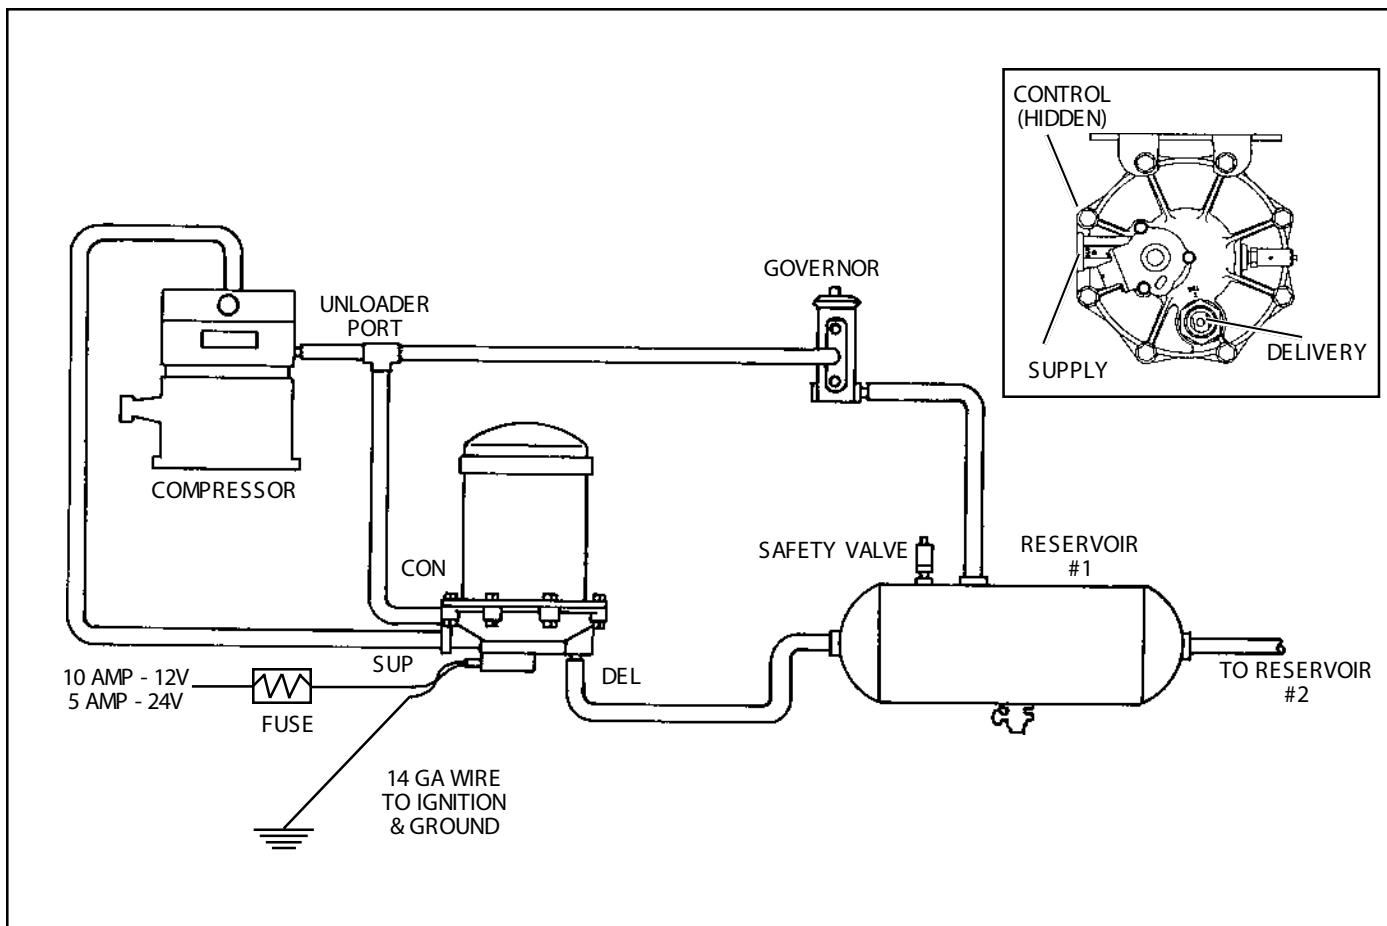 CONTROL
(HIDDEN)
GOVERNOR
UNLOADER
PORT
DELIVERY
SUPPLY
COMPRESSOR
SAFETY VALVE
RESERVOIR
#1
CON
SUP
DEL
10 AMP - 12V
5 AMP - 24V
FUSE
TO RESERVOIR
#2
14 GA WIRE
TO IGNITION
& GROUND